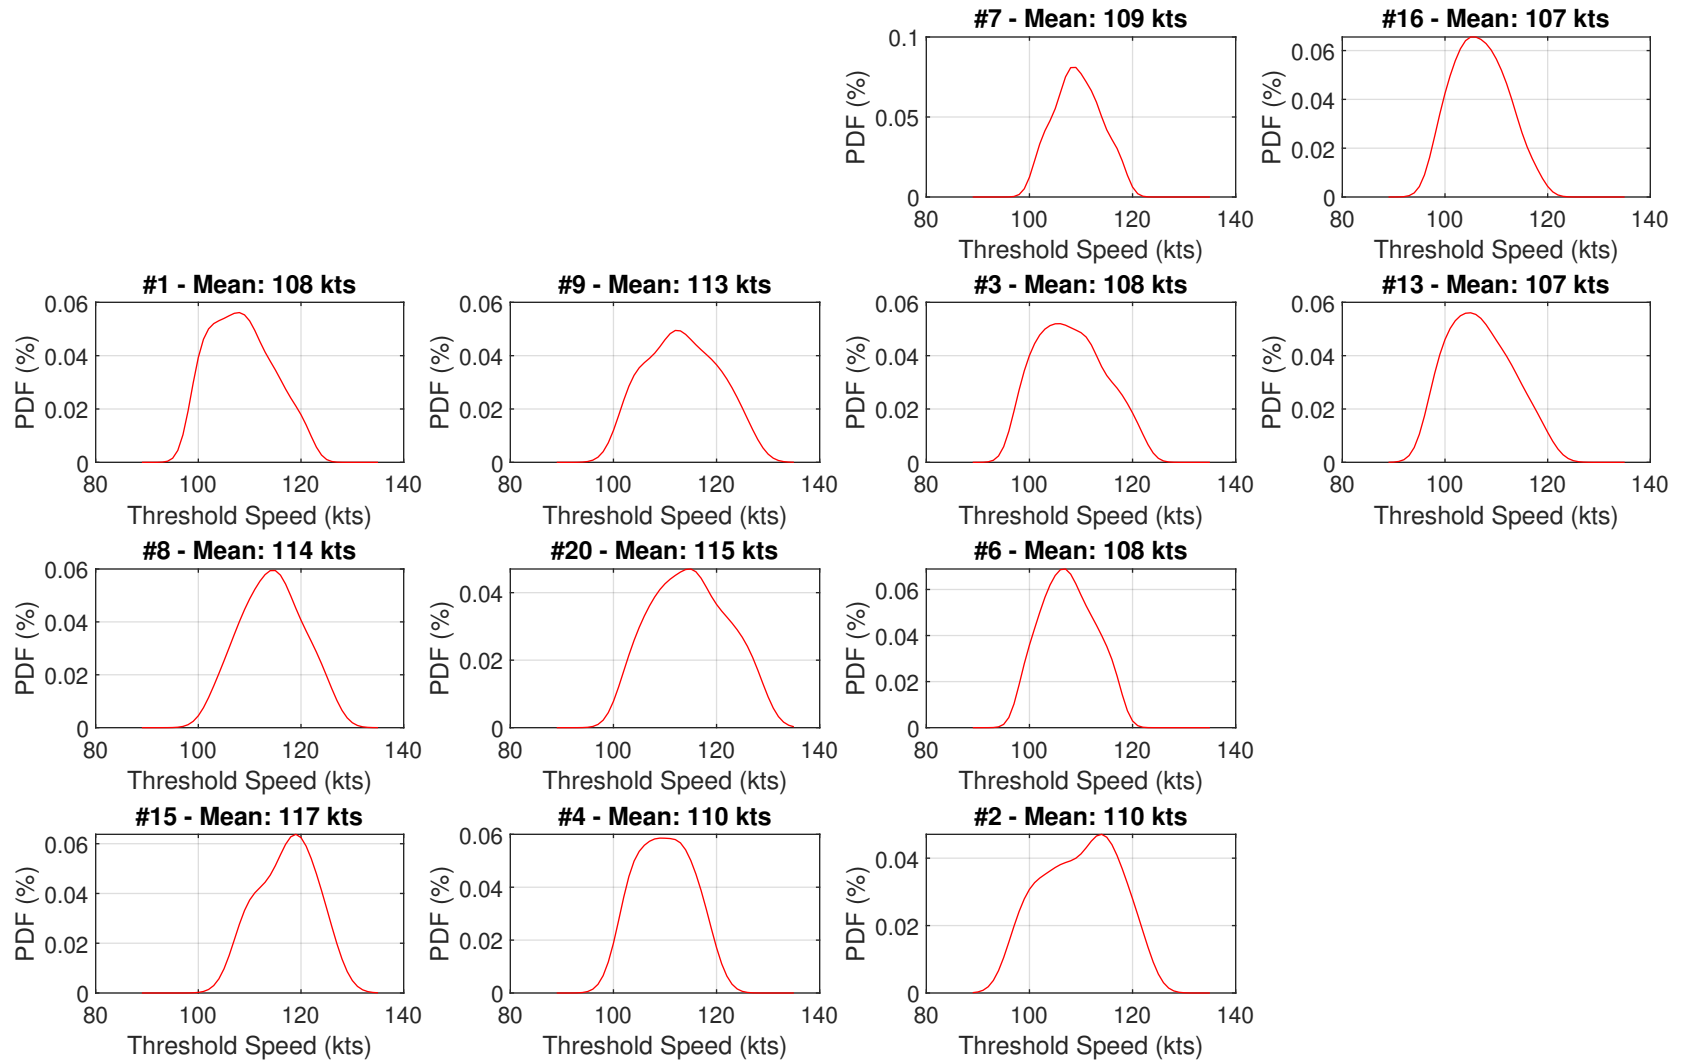 #7 - Mean: 109 kts
0.1
0.05
0
PDF (%)
80 100 120 140
Threshold Speed (kts)
#16 - Mean: 107 kts
0.06
0.04
0.02
0
PDF (%)
80 100 120 140
Threshold Speed (kts)
#1 - Mean: 108 kts
0.06
0.04
0.02
0
PDF (%)
80 100 120 140
Threshold Speed (kts)
#9 - Mean: 113 kts
0.06
0.04
0.02
0
PDF (%)
80 100 120 140
Threshold Speed (kts)
#3 - Mean: 108 kts
0.06
0.04
0.02
0
PDF (%)
80 100 120 140
Threshold Speed (kts)
#13 - Mean: 107 kts
0.06
0.04
0.02
0
PDF (%)
80 100 120 140
Threshold Speed (kts)
#8 - Mean: 114 kts
0.06
0.04
0.02
0
PDF (%)
80 100 120 140
Threshold Speed (kts)
#20 - Mean: 115 kts
0.04
0.02
0
PDF (%)
80 100 120 140
Threshold Speed (kts)
#6 - Mean: 108 kts
0.06
0.04
0.02
0
PDF (%)
80 100 120 140
Threshold Speed (kts)
#15 - Mean: 117 kts
0.06
0.04
0.02
0
PDF (%)
80 100 120 140
Threshold Speed (kts)
#4 - Mean: 110 kts
0.06
0.04
0.02
0
PDF (%)
80 100 120 140
Threshold Speed (kts)
#2 - Mean: 110 kts
0.04
0.02
0
PDF (%)
80 100 120 140
Threshold Speed (kts)